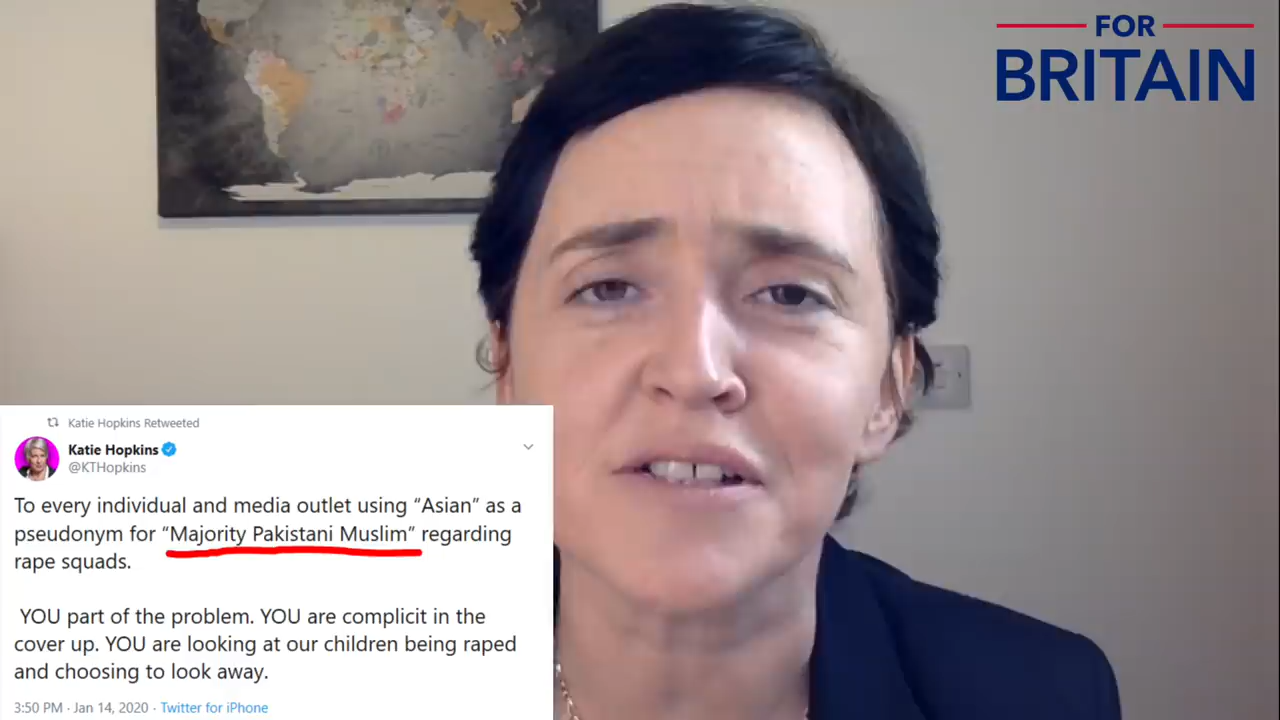 FOR
BRITAIN
Katie Hopkins Retweeted
Katie Hopkins
@KTHopkins
To every individual and media outlet using “Asian” as a
pseudonym for “Majority Pakistani Muslim” regarding
rape squads.
YOU part of the problem. YOU are complicit in the
cover up. YOU are looking at our children being raped
and choosing to look away.
3:50 PM · Jan 14, 2020 · Twitter for iPhone